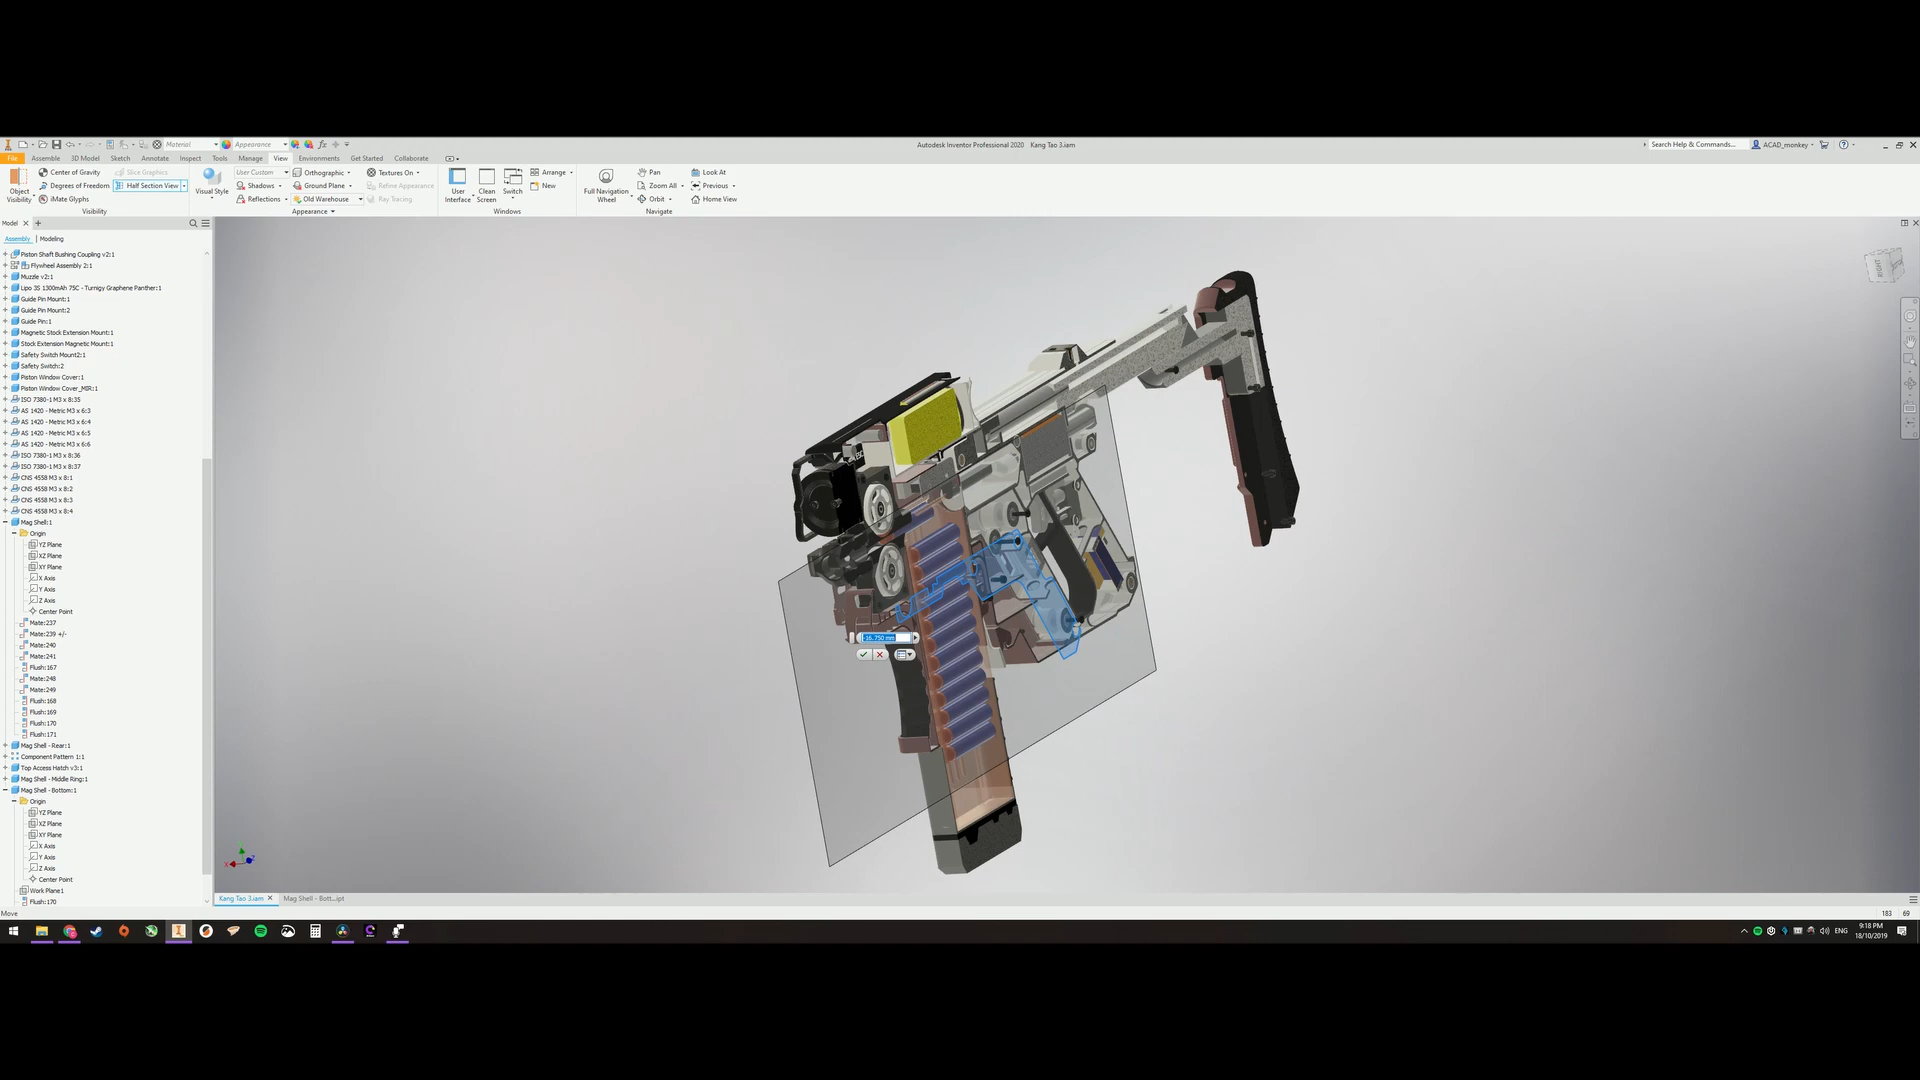 Material
Appearance
Autodesk Inventor Professional 2020 Kang Tao 3.iam
Search Help & Commands...
ACAD_monkey
File Assemble 3D Model Sketch Annotate Inspect Tools Manage View Environments Get Started Collaborate
Object Visibility
Center of Gravity
Degrees of Freedom
iMate Glyphs
Slice Graphics
Half Section View
Visibility
Visual Style
User Custom
Shadows
Reflections
Orthographic
Ground Plane
Old Warehouse
Textures On
Refine Appearance
Ray Tracing
Appearance
User Interface
Clean Screen
Switch
Arrange
New
Windows
Full Navigation Wheel
Pan
Zoom All
Orbit
Look At
Previous
Home View
Navigate
Model
Assembly | Modeling
Piston Shaft Bushing Coupling v2:1
Flywheel Assembly 2:1
Muzzle v2:1
Lipo 3S 1300mAh 75C - Turnigy Graphene Panther:1
Guide Pin Mount:1
Guide Pin Mount:2
Guide Pin:1
Magnetic Stock Extension Mount:1
Stock Extension Magnetic Mount:1
Safety Switch Mount2:1
Safety Switch:2
Piston Window Cover:1
Piston Window Cover_MIR:1
ISO 7380-1 M3 x 8:35
AS 1420 - Metric M3 x 6:3
AS 1420 - Metric M3 x 6:4
AS 1420 - Metric M3 x 6:5
AS 1420 - Metric M3 x 6:6
ISO 7380-1 M3 x 8:36
ISO 7380-1 M3 x 8:37
CNS 4558 M3 x 8:1
CNS 4558 M3 x 8:2
CNS 4558 M3 x 8:3
CNS 4558 M3 x 8:4
Mag Shell:1
Origin
YZ Plane
XZ Plane
XY Plane
X Axis
Y Axis
Z Axis
Center Point
Mate:237
Mate:239 +/-
Mate:240
Mate:241
Flush:167
Mate:248
Mate:249
Flush:168
Flush:169
Flush:170
Flush:171
Mag Shell - Rear:1
Component Pattern 1:1
Top Access Hatch v3:1
Mag Shell - Middle Ring:1
Mag Shell - Bottom:1
Origin
YZ Plane
XZ Plane
XY Plane
X Axis
Y Axis
Z Axis
Center Point
Work Plane1
Flush:170
-16.750 mm
RIGHT
X
Z
Kang Tao 3.iam
Mag Shell - Bott...ipt
Move
183 69
ENG
9:18 PM
18/10/2019